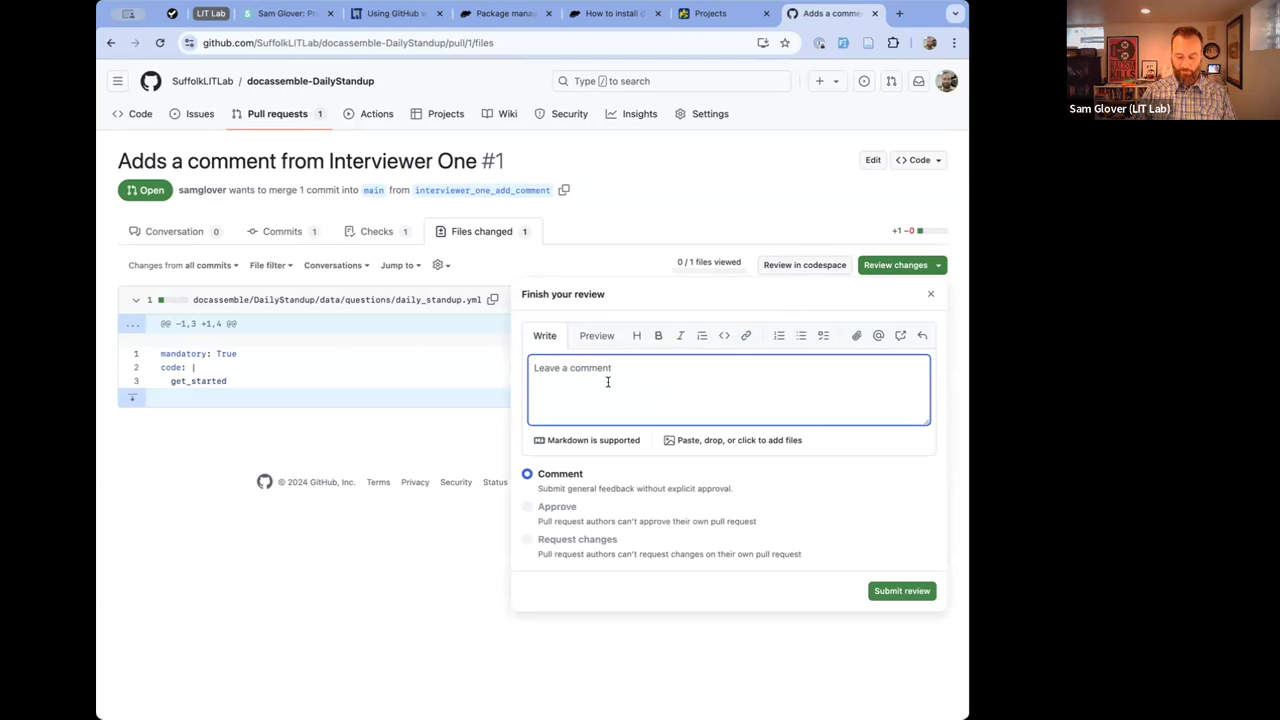 LIT Lab
Sam Glover: Pr
Using GitHub w
Package mana
How to install d
Projects
Adds a comme
github.com/SuffolkLITLab/docassemble-DailyStandup/pull/1/files
SuffolkLITLab / docassemble-DailyStandup
Type / to search
Code
Issues
Pull requests 1
Actions
Projects
Wiki
Security
Insights
Settings
Adds a comment from Interviewer One #1
Edit
<> Code
Open
samglover wants to merge 1 commit into main from interviewer_one_add_comment
Conversation 0
Commits 1
Checks 1
Files changed 1
+1 −0
Changes from all commits
File filter
Conversations
Jump to
0 / 1 files viewed
Review in codespace
Review changes
1 docassemble/DailyStandup/data/questions/daily_standup.yml
... @@ -1,3 +1,4 @@
1 mandatory: True
2 code: |
3 get_started
Finish your review
Write
Preview
Leave a comment
Markdown is supported
Paste, drop, or click to add files
Comment
Submit general feedback without explicit approval.
Approve
Pull request authors can't approve their own pull request
Request changes
Pull request authors can't request changes on their own pull request
Submit review
© 2024 GitHub, Inc. Terms Privacy Security Status
Sam Glover (LIT Lab)
KILLS